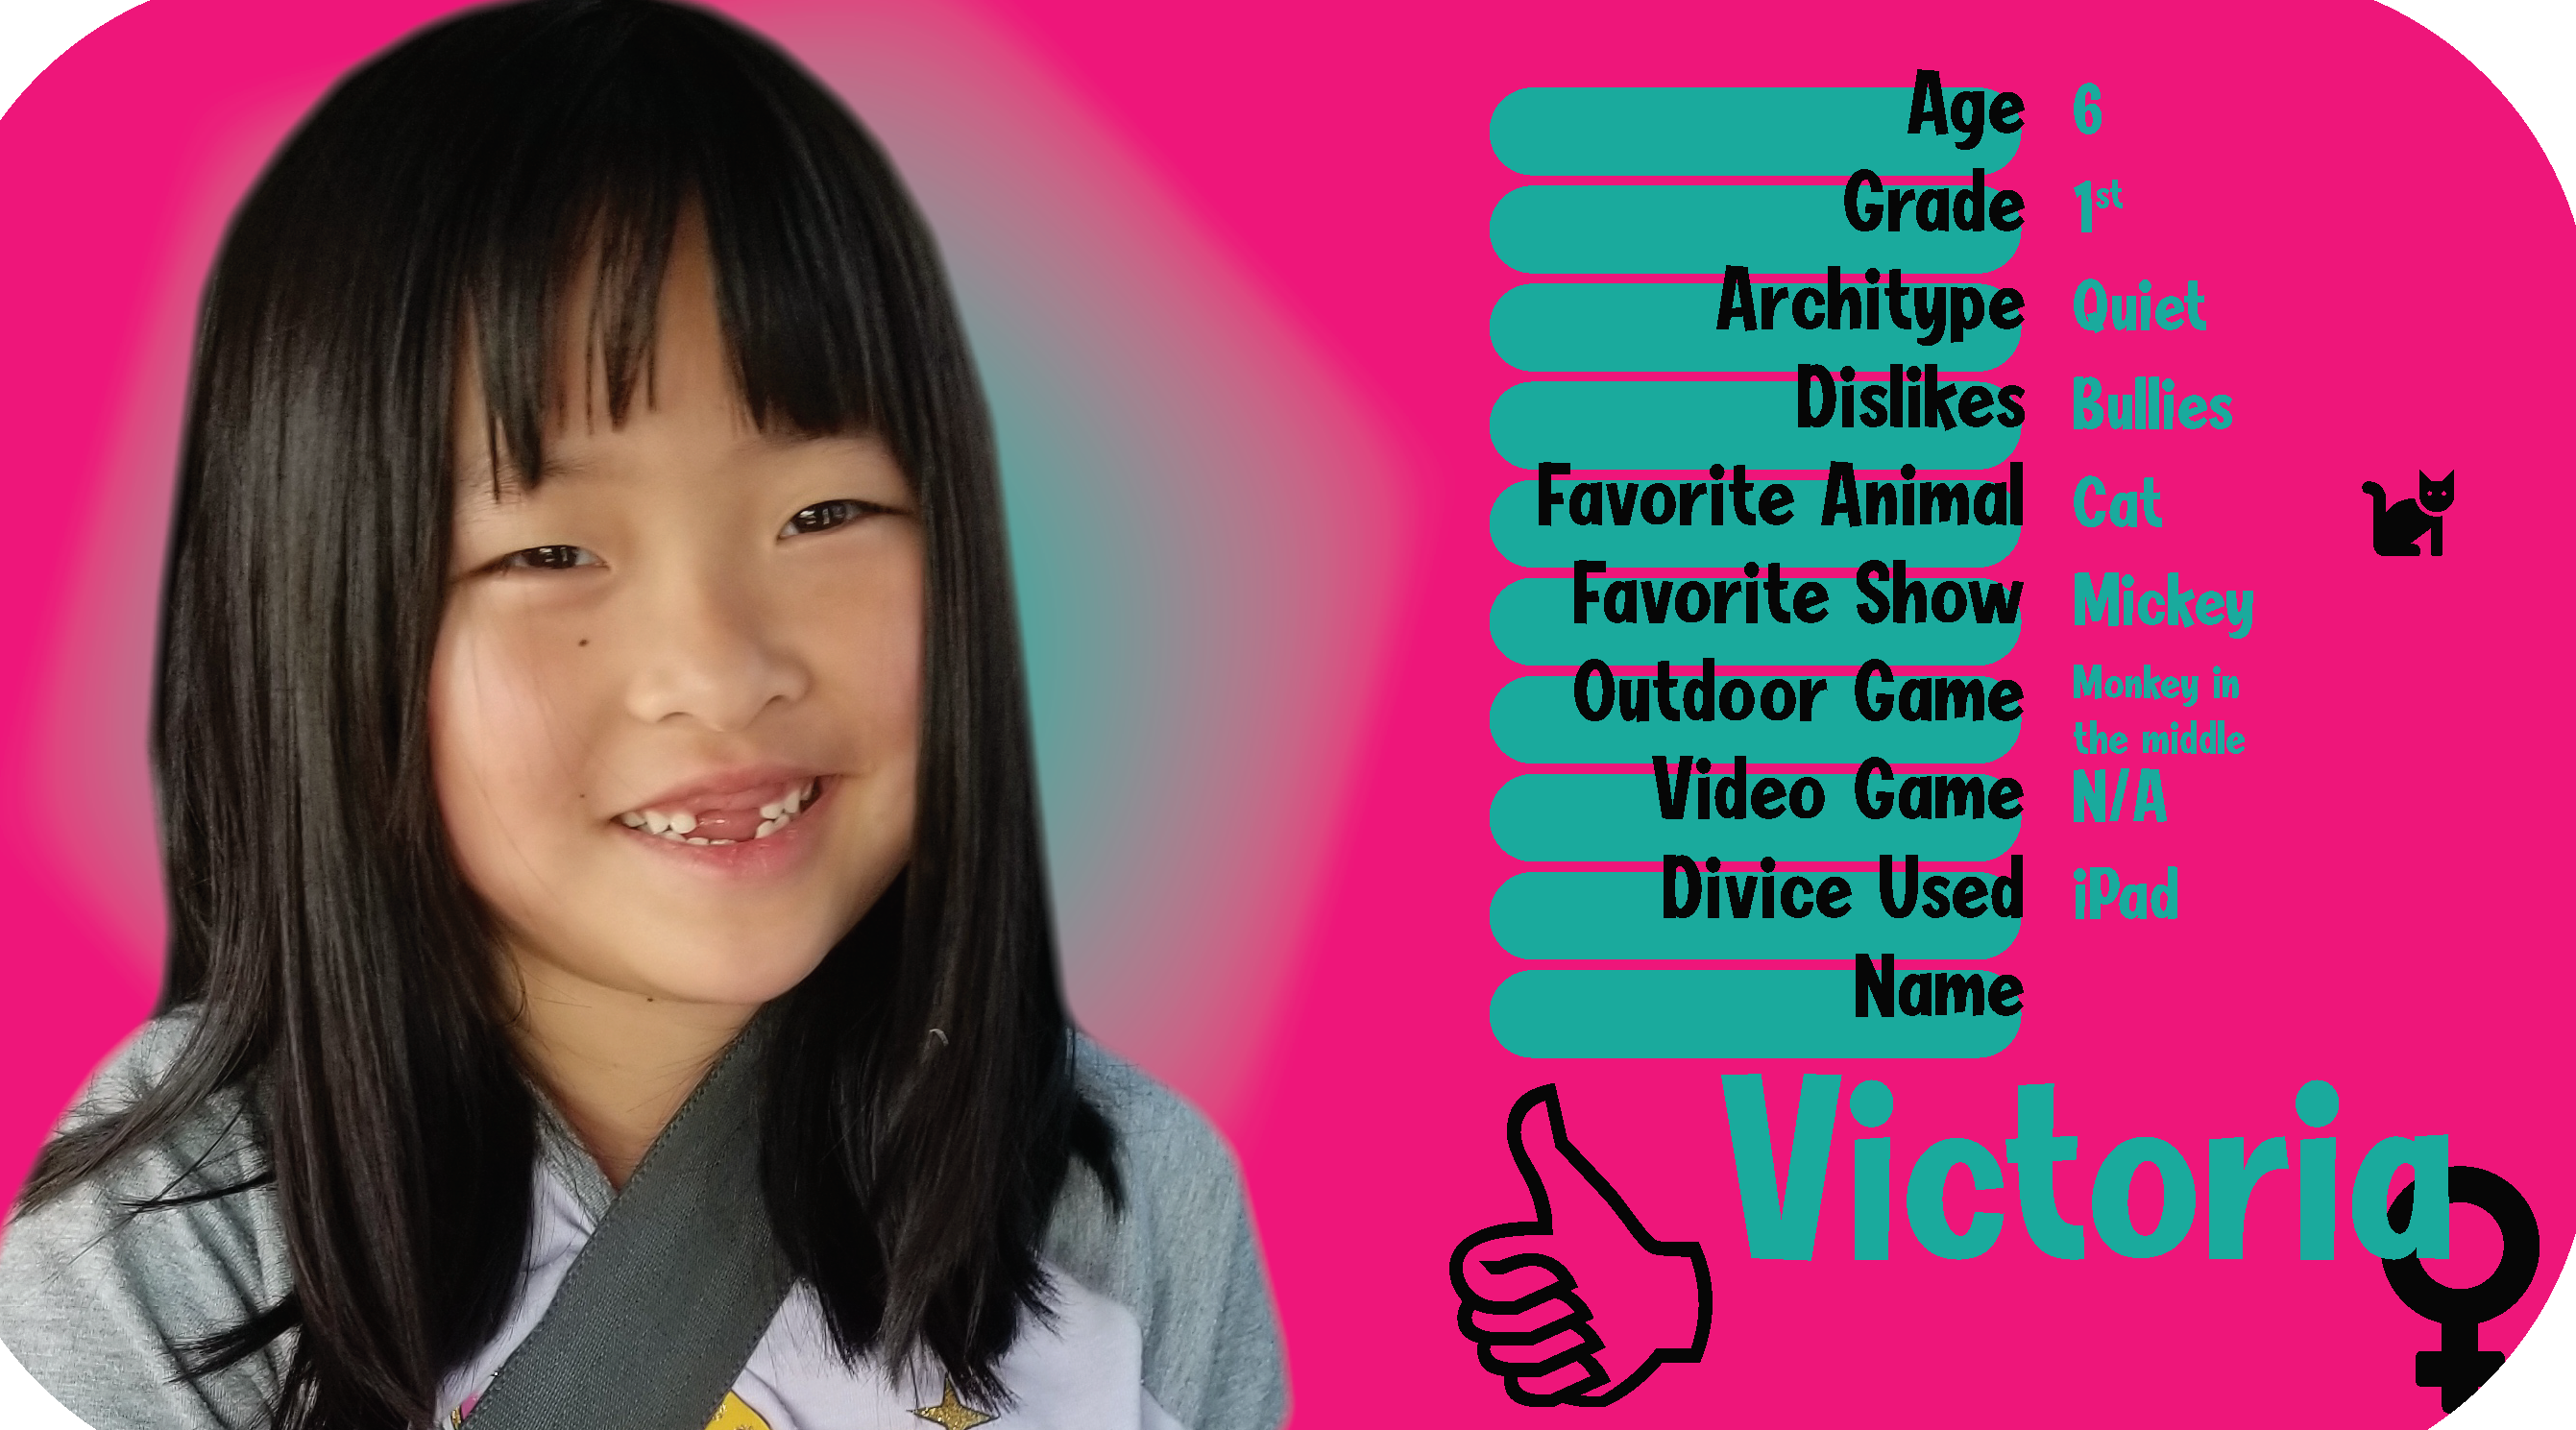 Age 6
Grade 1st
Architype Quiet
Dislikes Bullies
Favorite Animal Cat
Favorite Show Mickey
Outdoor Game Monkey in
the middle
Video Game N/A
Divice Used iPad
Name
Victoria